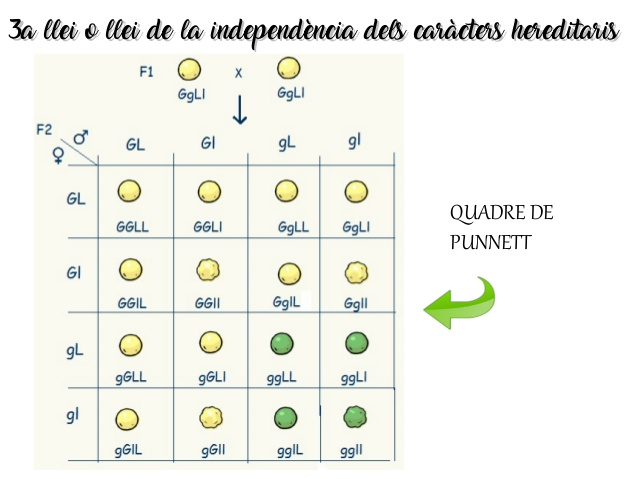 3a llei o llei de la independència dels caràcters hereditaris
F1 x
GgLl GgLl
F2 ♂ GL Gl gL gl
♀
GL
GGLL GGLl GgLL GgLl
Gl
GGlL GGll GglL Ggll
gL
gGLL gGLl ggLL ggLl
gl
gGlL gGll gglL ggll
QUADRE DE
PUNNETT